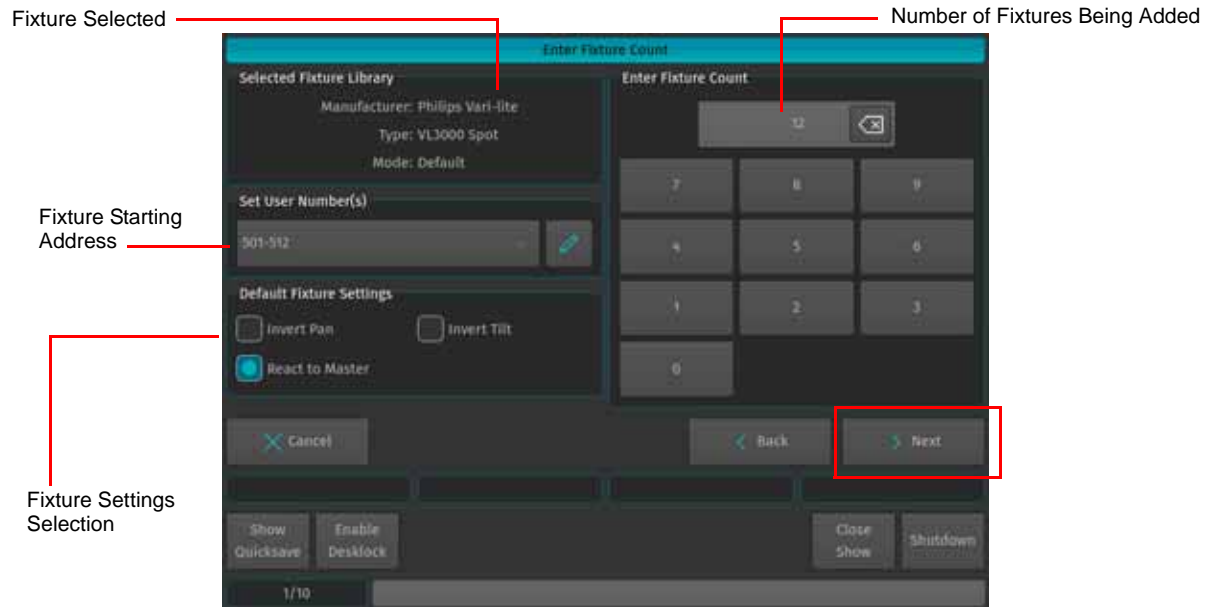 Fixture Selected
Number of Fixtures Being Added
Enter Fixture Count
Selected Fixture Library
Manufacturer: Philips Vari-lite
Type: VL3000 Spot
Mode: Default
Enter Fixture Count
12
7
8
9
Fixture Starting
Address
Set User Number(s)
501-512
4
5
6
Default Fixture Settings
Invert Pan
Invert Tilt
React to Master
1
2
3
0
Cancel
Back
Next
Fixture Settings
Selection
Show
Quicksave
Enable
Desklock
Close
Show
Shutdown
1/10